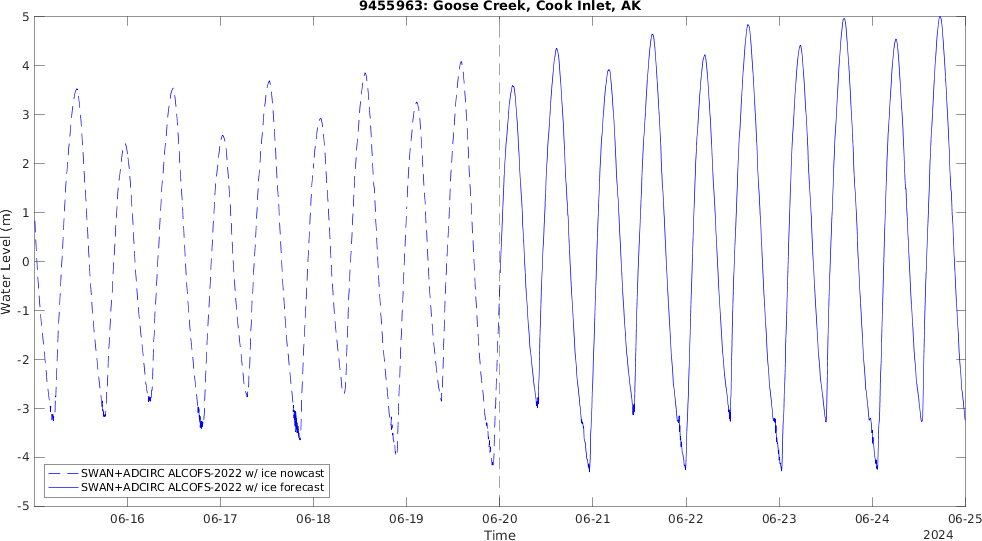 9455963: Goose Creek, Cook Inlet, AK
5
4
3
2
1
0
-1
-2
-3
-4
-5
Water Level (m)
SWAN+ADCIRC ALCOFS-2022 w/ ice nowcast
SWAN+ADCIRC ALCOFS-2022 w/ ice forecast
06-16 06-17 06-18 06-19 06-20 06-21 06-22 06-23 06-24 06-25
Time
2024